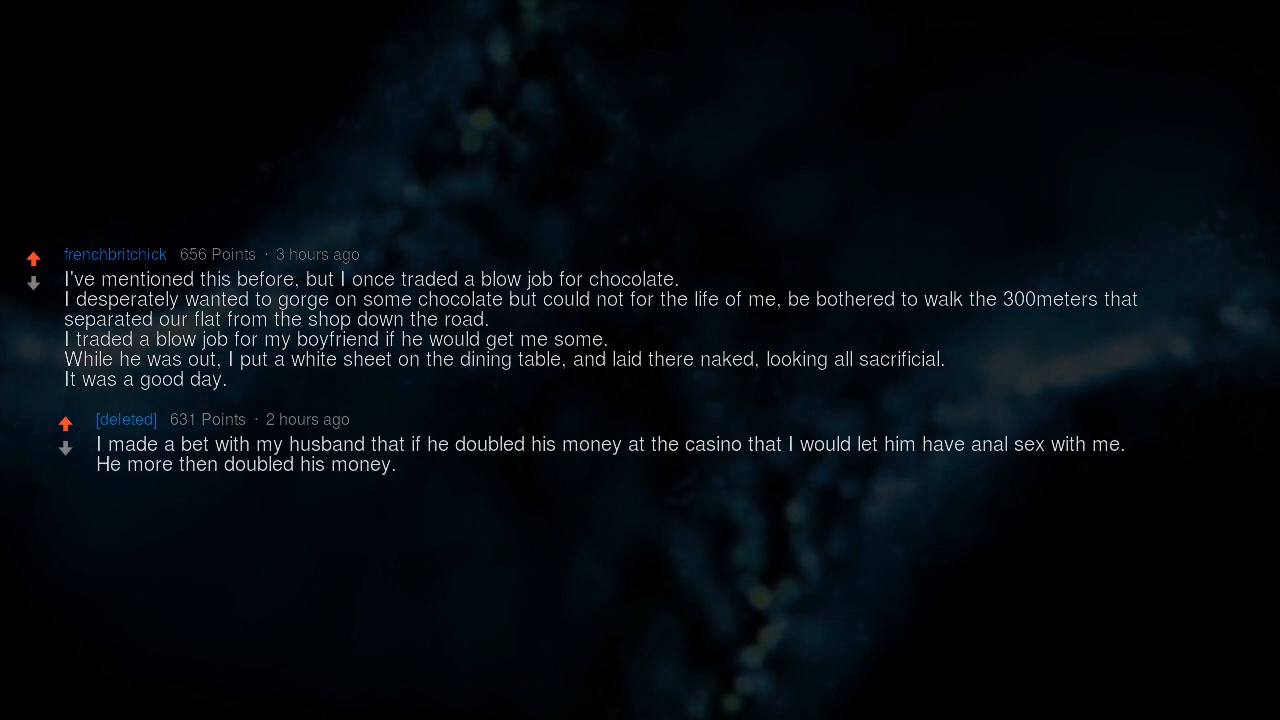 frenchbritchick 656 Points · 3 hours ago
I've mentioned this before, but I once traded a blow job for chocolate.
I desperately wanted to gorge on some chocolate but could not for the life of me, be bothered to walk the 300meters that
separated our flat from the shop down the road.
I traded a blow job for my boyfriend if he would get me some.
While he was out, I put a white sheet on the dining table, and laid there naked, looking all sacrificial.
It was a good day.
[deleted] 631 Points · 2 hours ago
I made a bet with my husband that if he doubled his money at the casino that I would let him have anal sex with me.
He more then doubled his money.